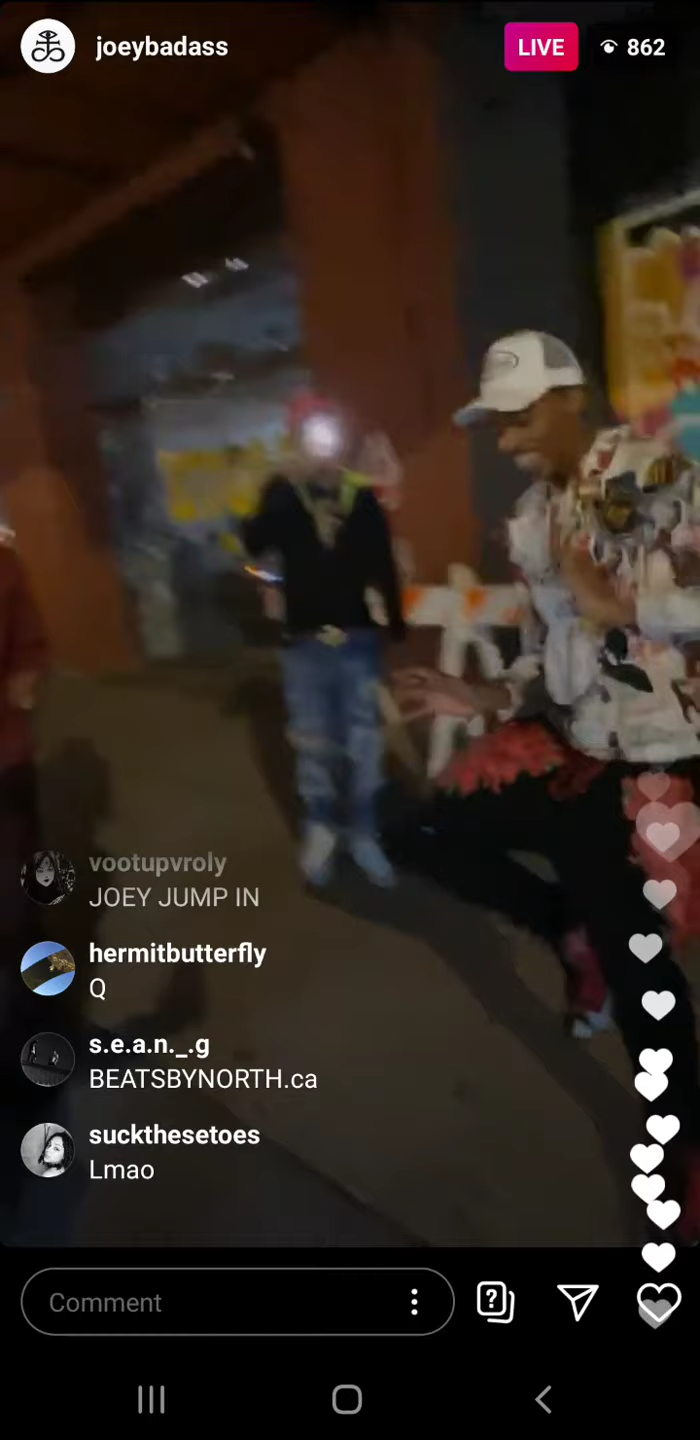 joeybadass
LIVE
862
vootupvroly
JOEY JUMP IN
hermitbutterfly
Q
s.e.a.n._.g
BEATSBYNORTH.ca
suckthesetoes
Lmao
Comment